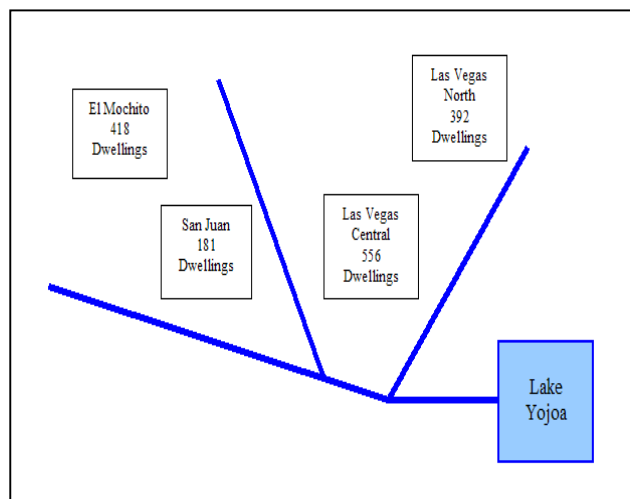 El Mochito
418
Dwellings
San Juan
181
Dwellings
Las Vegas
Central
556
Dwellings
Las Vegas
North
392
Dwellings
Lake
Yojoa